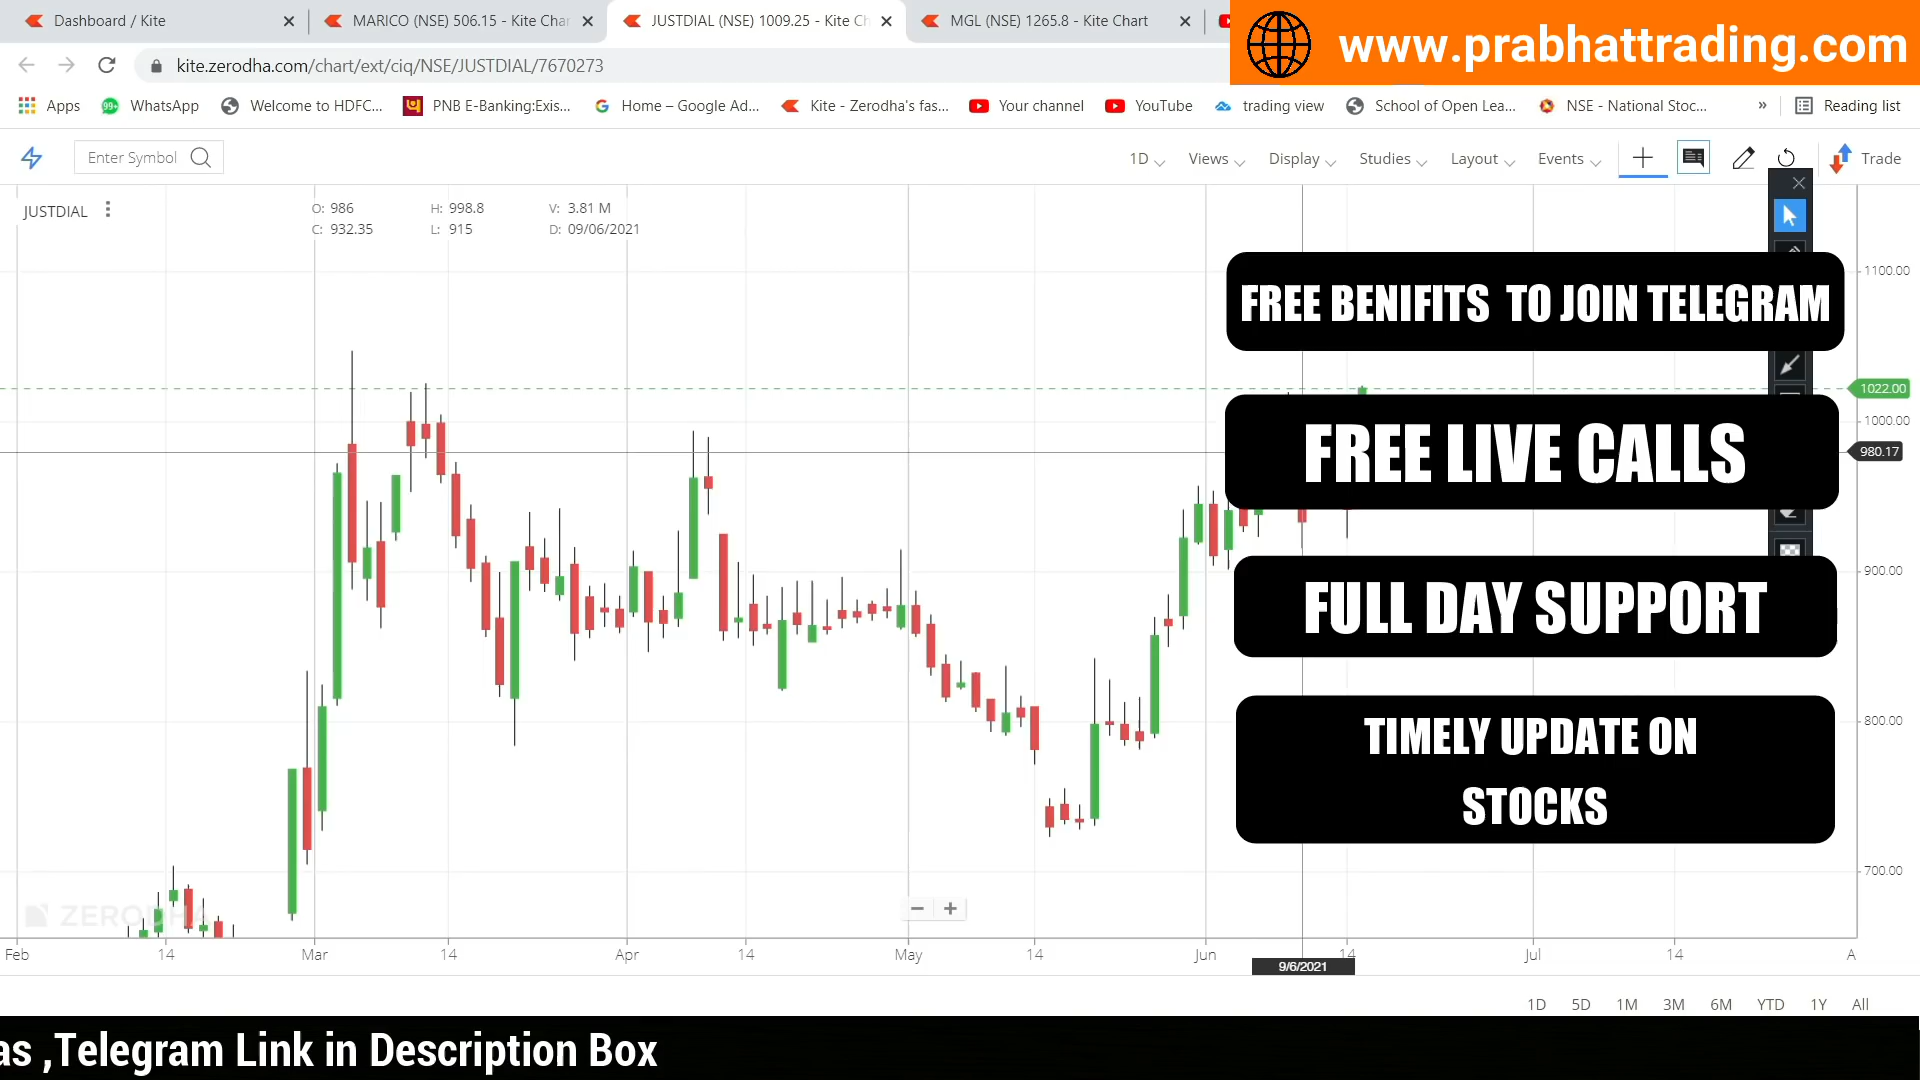 Dashboard / Kite
MARICO (NSE) 506.15 - Kite Cha
JUSTDIAL (NSE) 1009.25 - Kite Ch
MGL (NSE) 1265.8 - Kite Chart
www.prabhattrading.com
kite.zerodha.com/chart/ext/ciq/NSE/JUSTDIAL/7670273
Apps
99+
WhatsApp
Welcome to HDFC...
PNB E-Banking:Exis...
Home – Google Ad...
Kite - Zerodha's fas...
Your channel
YouTube
trading view
School of Open Lea...
NSE - National Stoc...
»
Reading list
Enter Symbol
1D
Views
Display
Studies
Layout
Events
Trade
JUSTDIAL
O: 986
H: 998.8
V: 3.81 M
C: 932.35
L: 915
D: 09/06/2021
FREE BENIFITS TO JOIN TELEGRAM
FREE LIVE CALLS
FULL DAY SUPPORT
TIMELY UPDATE ON
STOCKS
1100.00
1022.00
1000.00
980.17
900.00
800.00
700.00
ZERODHA
Feb
14
Mar
14
Apr
14
May
14
Jun
9/6/2021
14
Jul
14
A
1D
5D
1M
3M
6M
YTD
1Y
All
as ,Telegram Link in Description Box